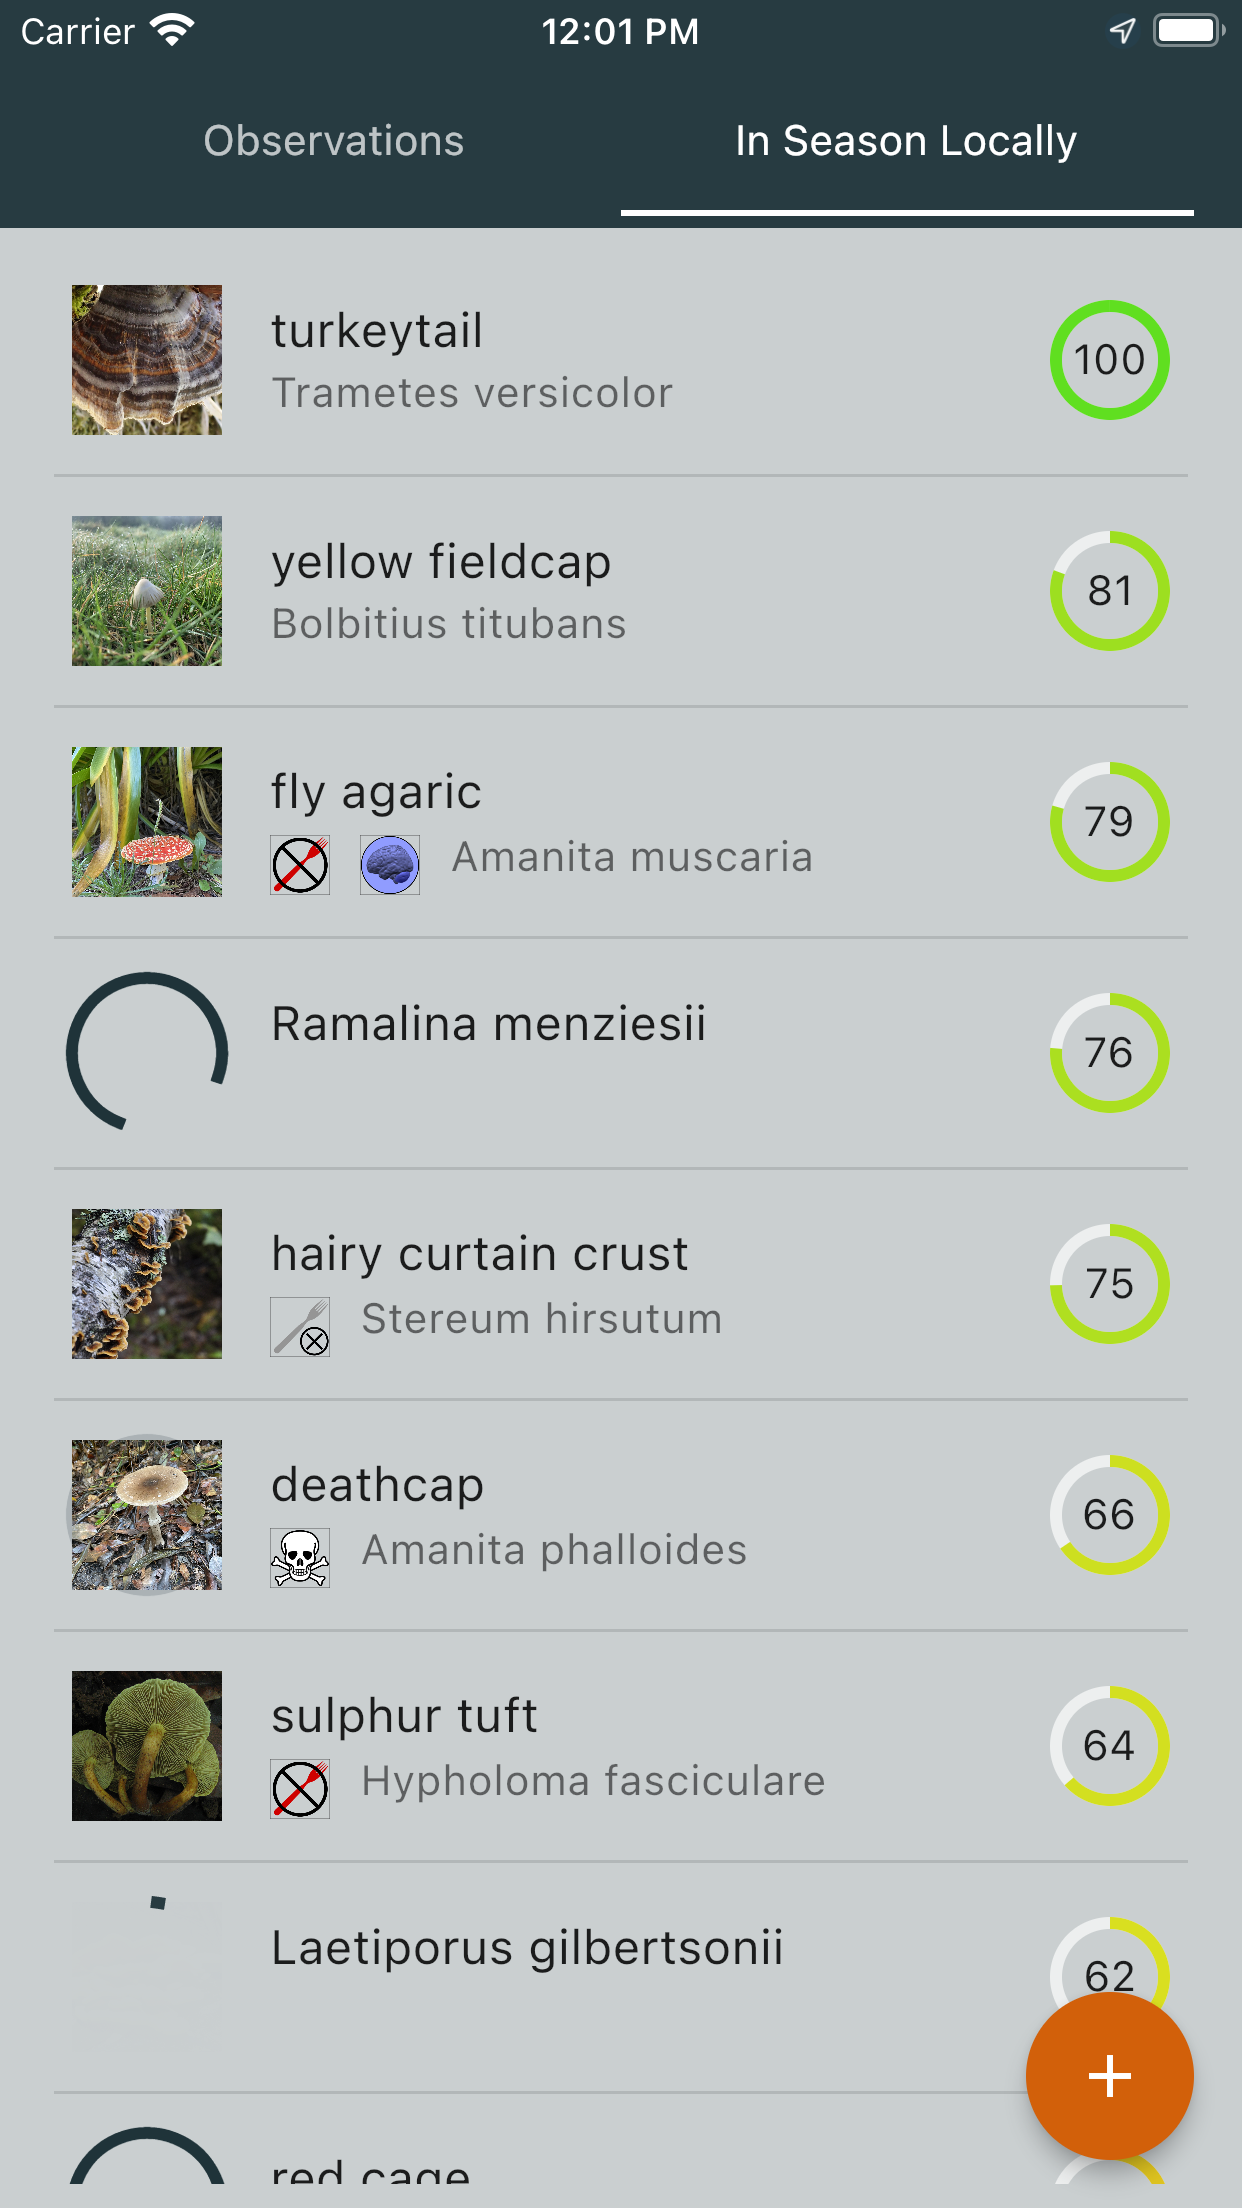 Carrier 12:01 PM
Observations In Season Locally
turkeytail
Trametes versicolor
100
yellow fieldcap
Bolbitius titubans
81
fly agaric
Amanita muscaria
79
Ramalina menziesii
76
hairy curtain crust
Stereum hirsutum
75
deathcap
Amanita phalloides
66
sulphur tuft
Hypholoma fasciculare
64
Laetiporus gilbertsonii
62
+
red cage